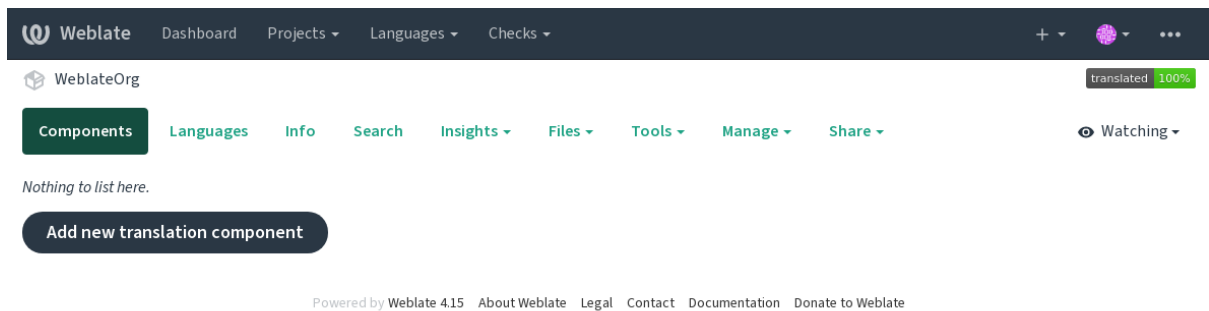 Weblate Dashboard Projects Languages Checks
WeblateOrg translated 100%
Components Languages Info Search Insights Files Tools Manage Share Watching
Nothing to list here.
Add new translation component
Powered by Weblate 4.15 About Weblate Legal Contact Documentation Donate to Weblate